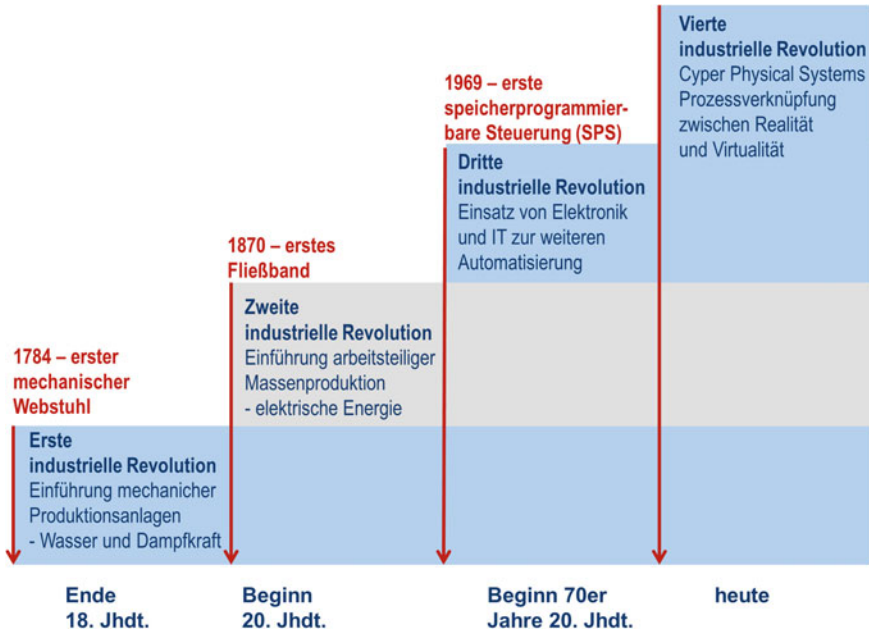 1784 – erster
mechanischer
Webstuhl
Erste
industrielle Revolution
Einführung mechanicher
Produktionsanlagen
- Wasser und Dampfkraft
1870 – erstes
Fließband
Zweite
industrielle Revolution
Einführung arbeitsteiliger
Massenproduktion
- elektrische Energie
1969 – erste
speicherprogrammier-
bare Steuerung (SPS)
Dritte
industrielle Revolution
Einsatz von Elektronik
und IT zur weiteren
Automatisierung
Vierte
industrielle Revolution
Cyper Physical Systems
Prozessverknüpfung
zwischen Realität
und Virtualität
Ende
18. Jhdt.
Beginn
20. Jhdt.
Beginn 70er
Jahre 20. Jhdt.
heute